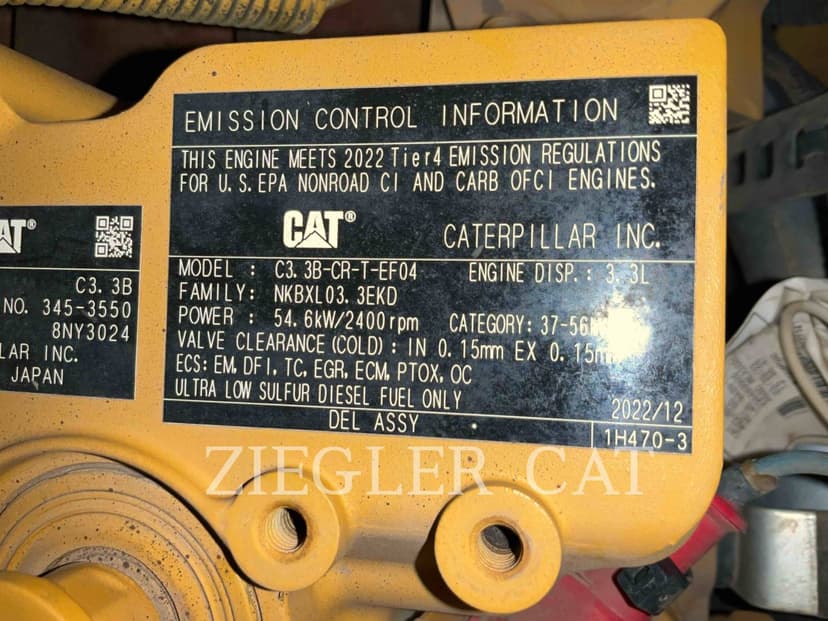 EMISSION CONTROL INFORMATION
THIS ENGINE MEETS 2022 Tier4 EMISSION REGULATIONS
FOR U.S. EPA NONROAD CI AND CARB OFCI ENGINES.
CAT®
CATERPILLAR INC.
MODEL : C3.3B-CR-T-EF04 ENGINE DISP.: 3.3L
FAMILY: NKBXL03.3EKD
POWER : 54.6kW/2400rpm CATEGORY: 37-56
VALVE CLEARANCE(COLD): IN 0.15mm EX 0.15
ECS: EM, DFI, TC, EGR, ECM, PTOX, OC
ULTRA LOW SULFUR DIESEL FUEL ONLY
2022/12
DEL ASSY
1H470-3
AT®
C3.3B
NO. 345-3550
8NY3024
LAR INC.
JAPAN
ZIEGLER CAT